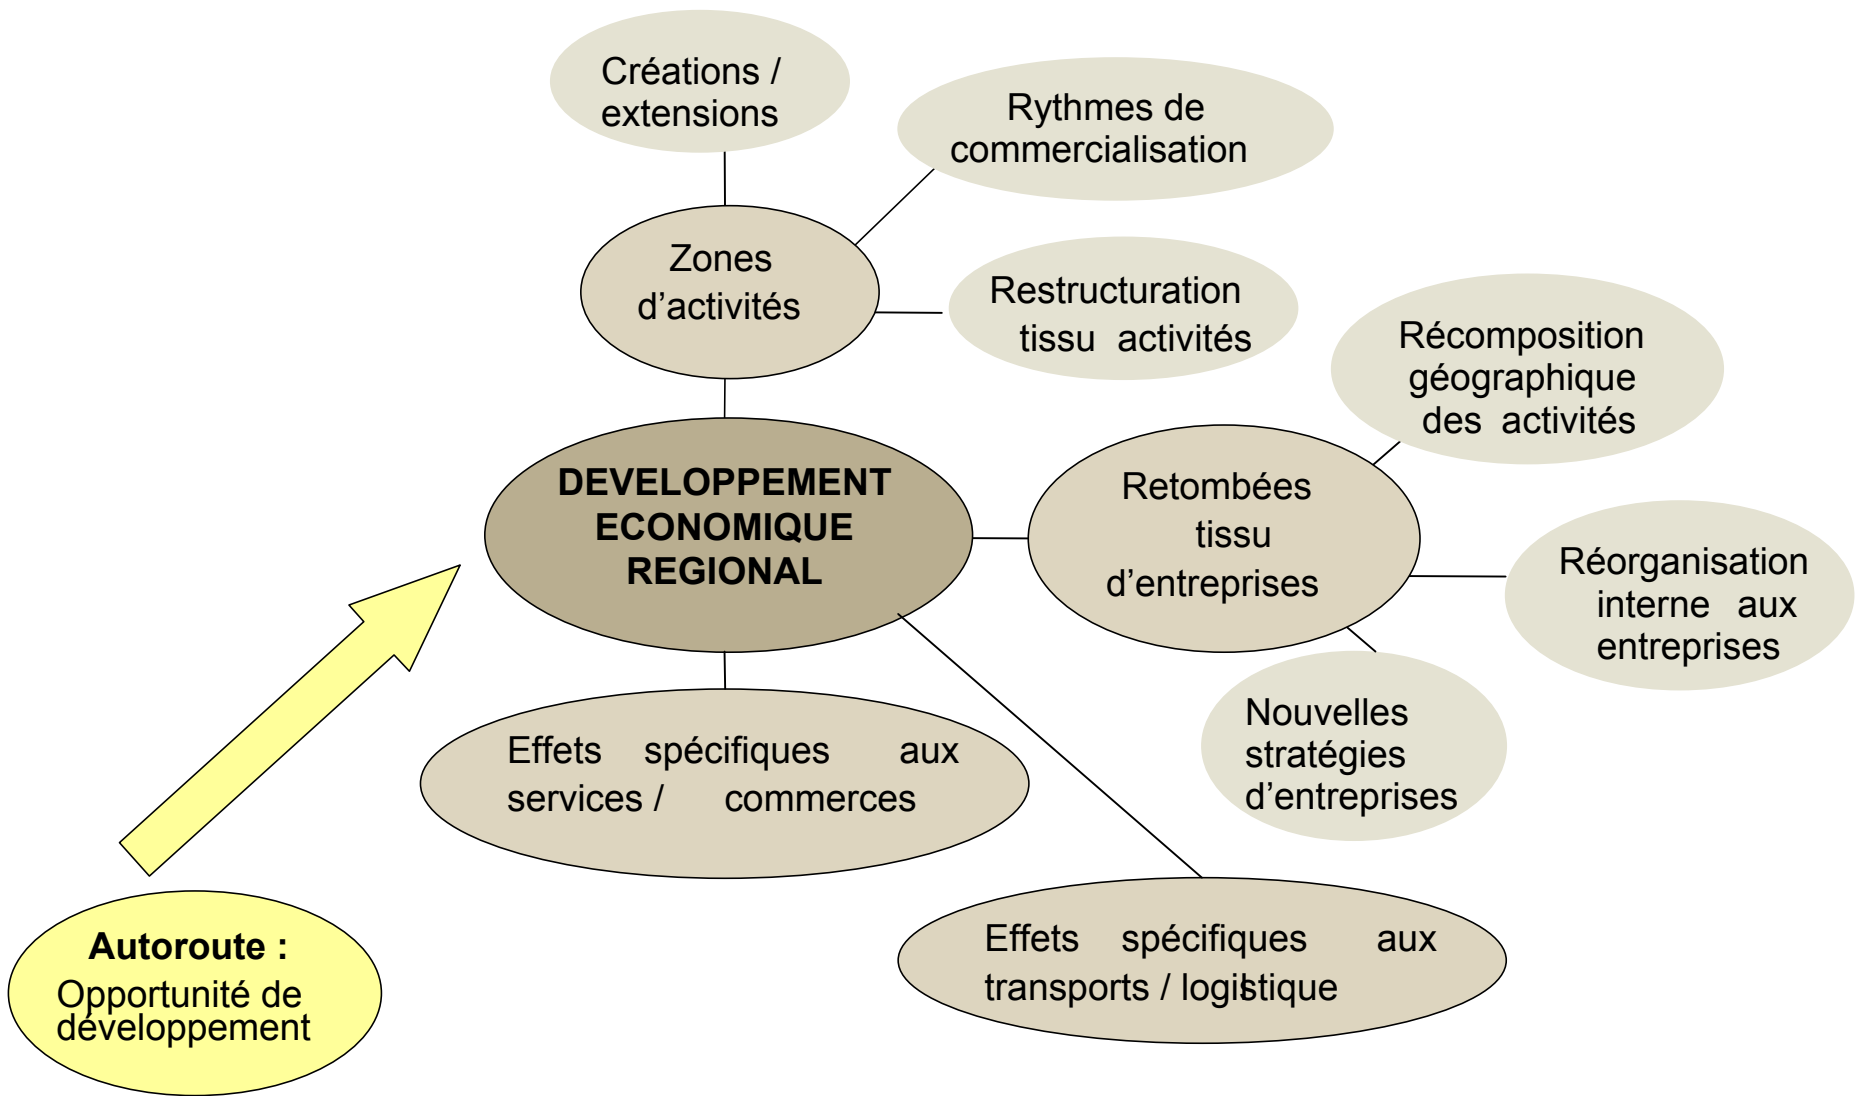 Créations /
extensions
Rythmes de
commercialisation
Zones
d’activités
Restructuration
tissu activités
Récomposition
géographique
des activités
DEVELOPPEMENT
ECONOMIQUE
REGIONAL
Retombées
tissu
d’entreprises
Réorganisation
interne aux
entreprises
Nouvelles
stratégies
d’entreprises
Effets spécifiques aux
services / commerces
Effets spécifiques aux
transports / logistique
Autoroute :
Opportunité de
développement